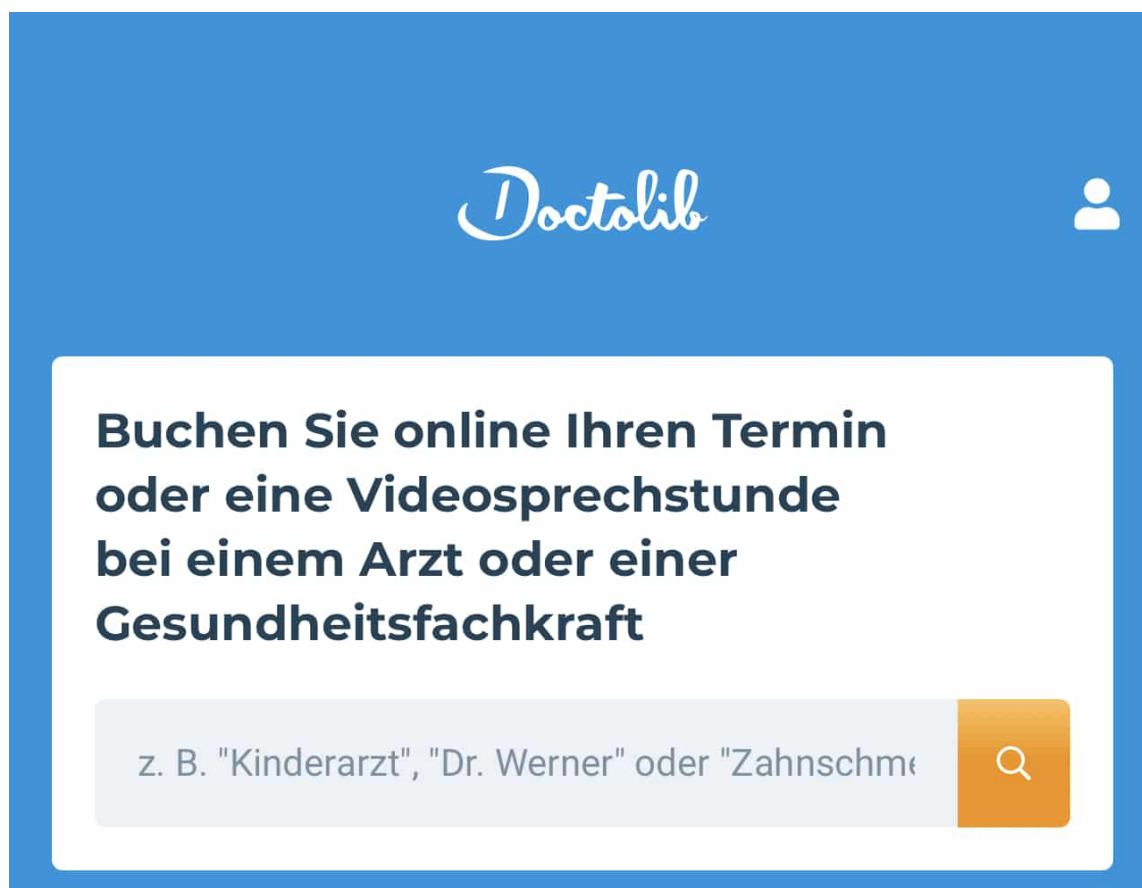 Doctolib
Buchen Sie online Ihren Termin
oder eine Videosprechstunde
bei einem Arzt oder einer
Gesundheitsfachkraft
z. B. "Kinderarzt", "Dr. Werner" oder "Zahnschme